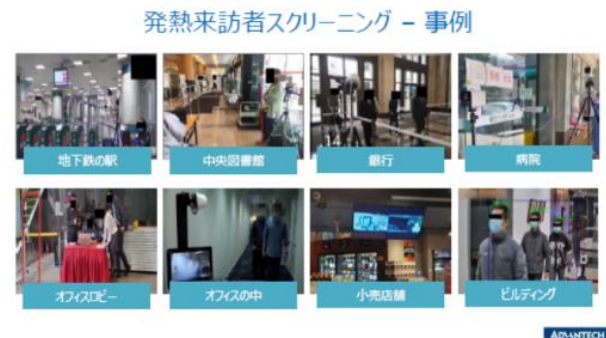 発熱来訪者スクリーニング – 事例
地下鉄の駅
中央図書館
銀行
病院
オフィスロビー
オフィスの中
小売店舗
ビルディング
ADVANTECH